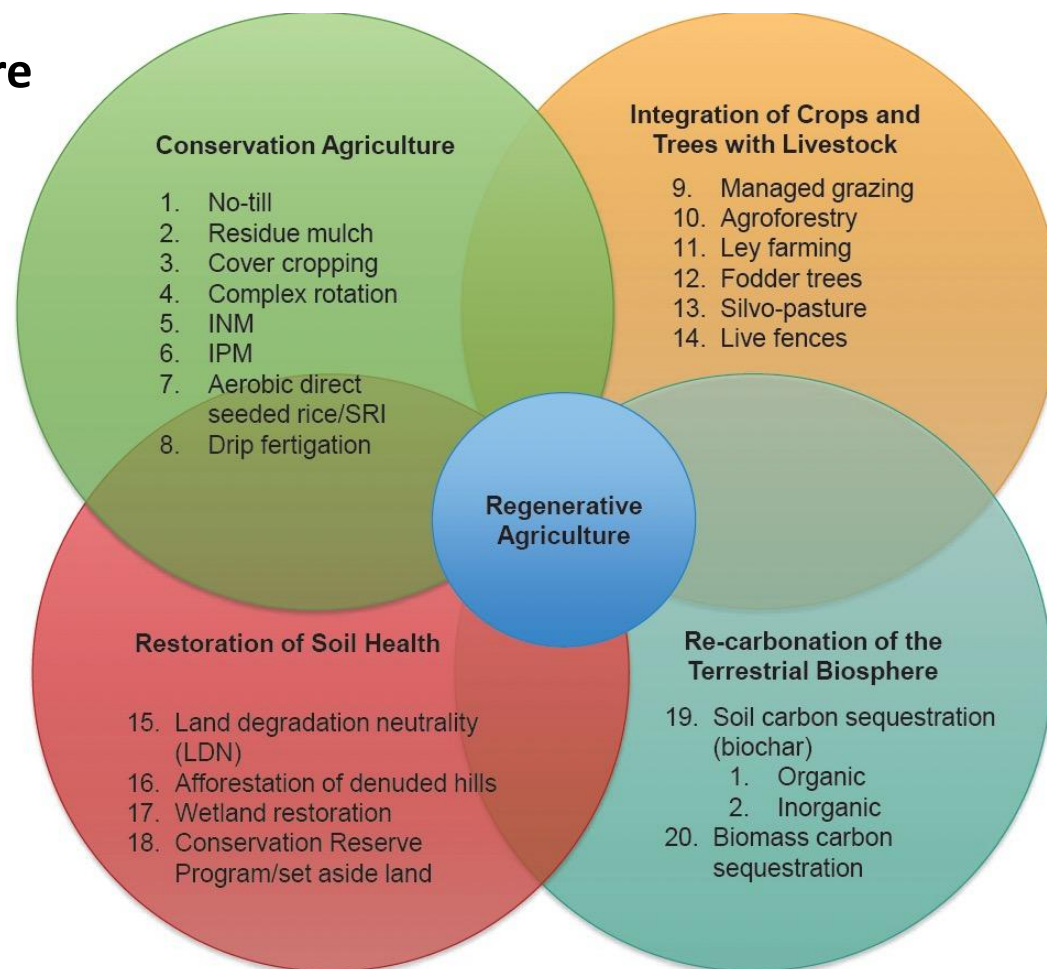 re
Conservation Agriculture
1. No-till
2. Residue mulch
3. Cover cropping
4. Complex rotation
5. INM
6. IPM
7. Aerobic direct
seeded rice/SRI
8. Drip fertigation
Integration of Crops and
Trees with Livestock
9. Managed grazing
10. Agroforestry
11. Ley farming
12. Fodder trees
13. Silvo-pasture
14. Live fences
Regenerative
Agriculture
Restoration of Soil Health
15. Land degradation neutrality
(LDN)
16. Afforestation of denuded hills
17. Wetland restoration
18. Conservation Reserve
Program/set aside land
Re-carbonation of the
Terrestrial Biosphere
19. Soil carbon sequestration
(biochar)
1. Organic
2. Inorganic
20. Biomass carbon
sequestration